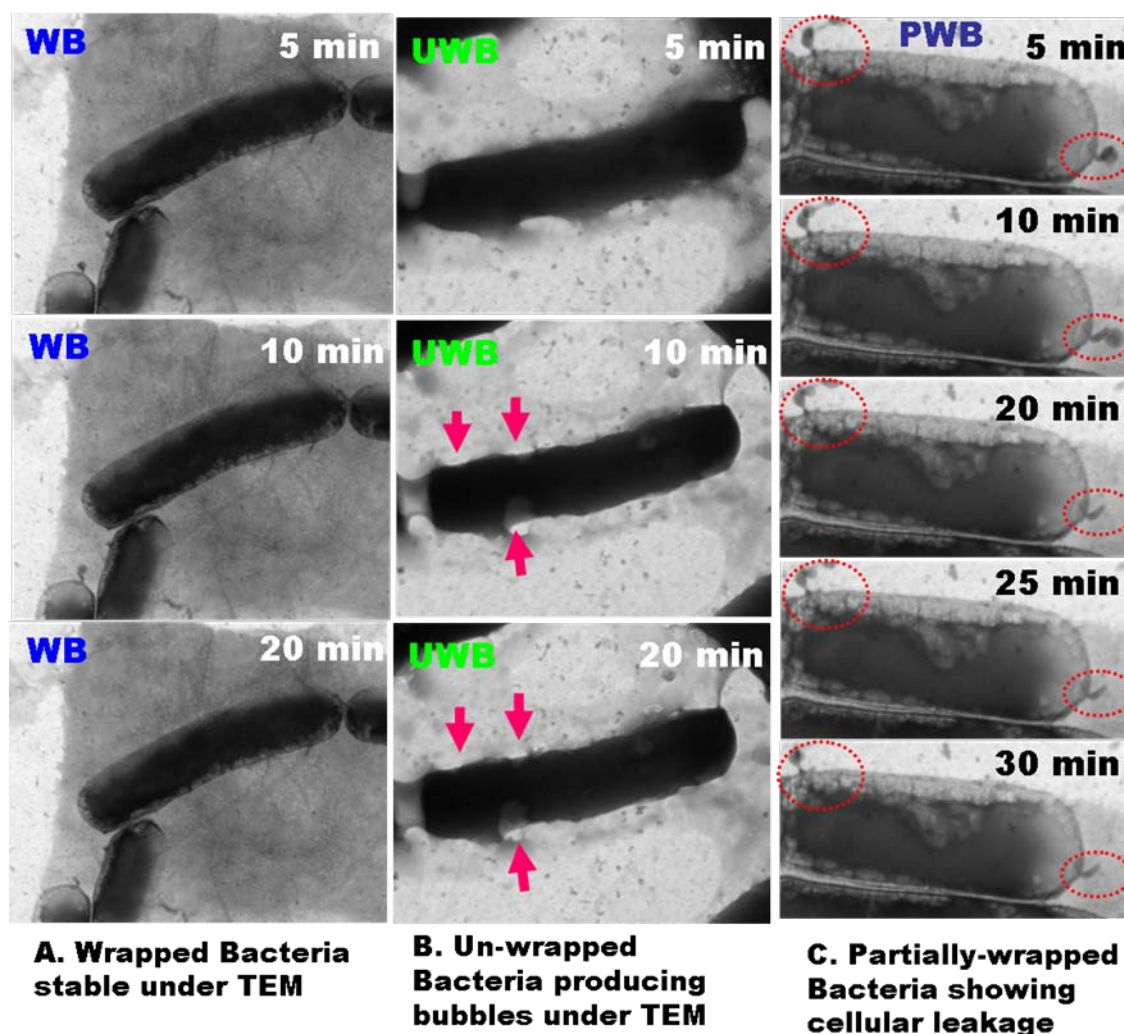 WB
5 min
UWB
5 min
PWB
5 min
10 min
WB
10 min
UWB
10 min
20 min
25 min
WB
20 min
UWB
20 min
30 min
A. Wrapped Bacteria
stable under TEM
B. Un-wrapped
Bacteria producing
bubbles under TEM
C. Partially-wrapped
Bacteria showing
cellular leakage